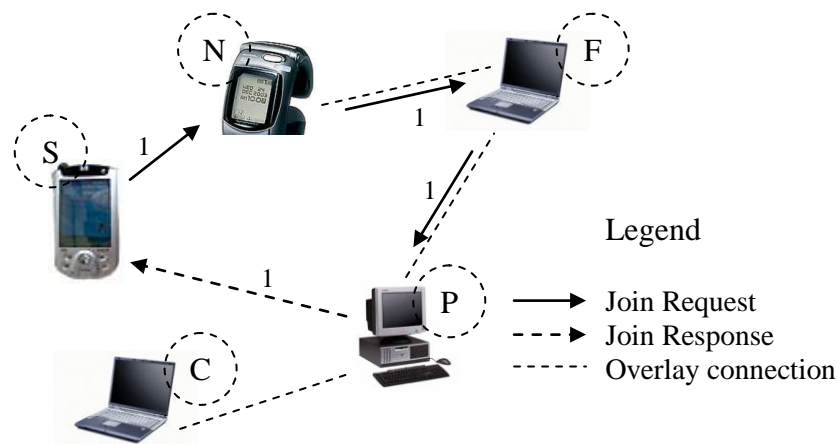 N
F
1
1
S
1
Legend
1
P
Join Request
Join Response
C
Overlay connection